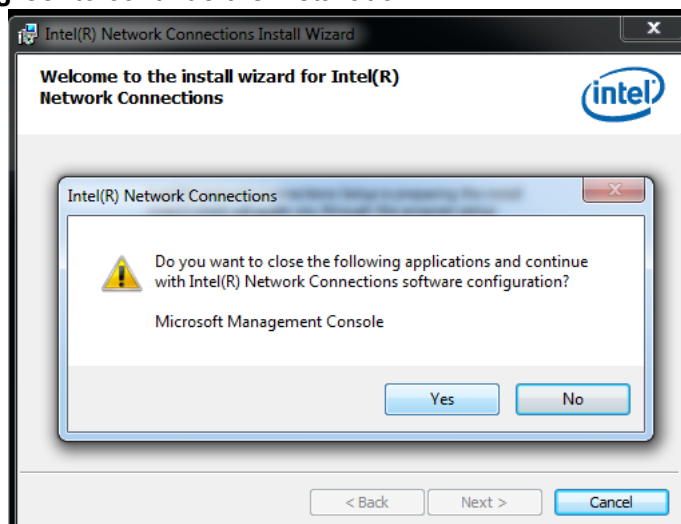 Intel(R) Network Connections Install Wizard
x
Welcome to the install wizard for Intel(R)
Network Connections
intel
Intel(R) Network Connections
x
Do you want to close the following applications and continue
with Intel(R) Network Connections software configuration?
Microsoft Management Console
Yes
No
< Back
Next >
Cancel